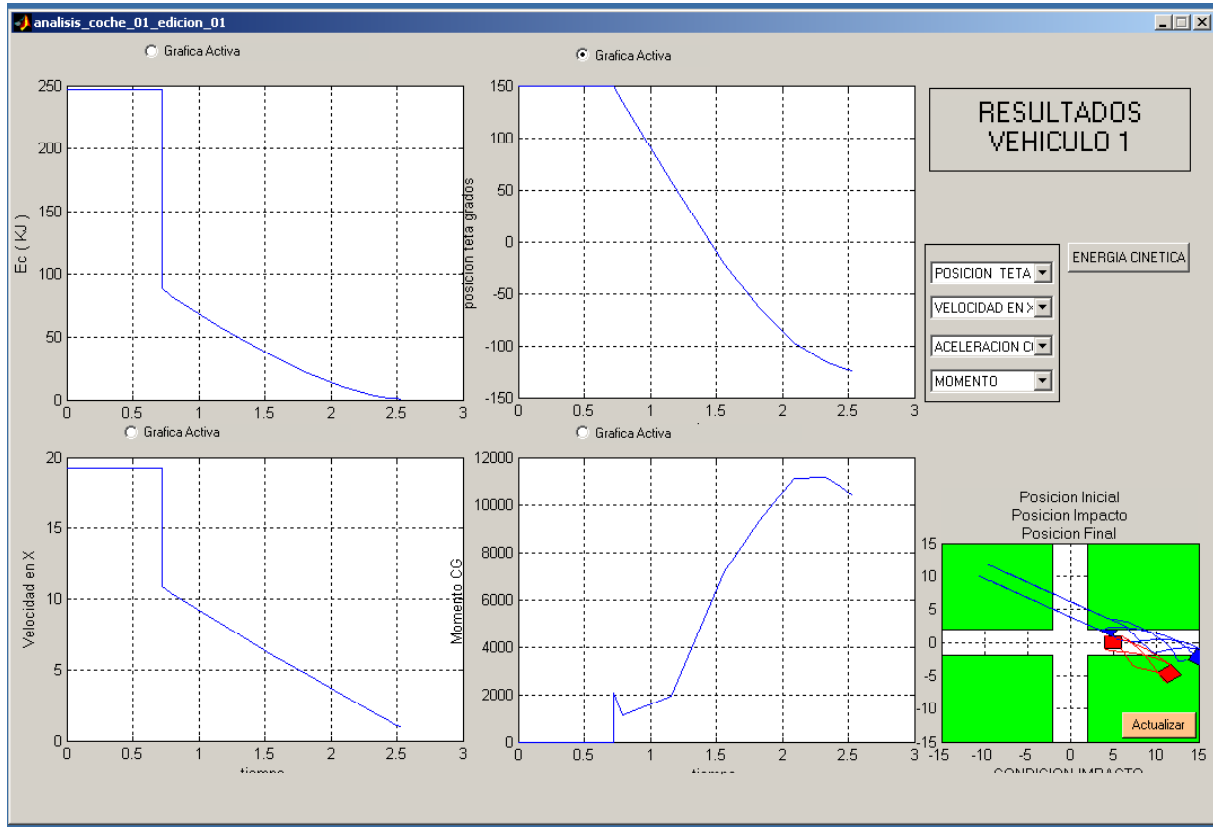 analisis_coche_01_edicion_01
Grafica Activa
Grafica Activa
250
200
150
100
50
0
0 0.5 1 1.5 2 2.5 3
Ec ( KJ )
150
100
50
0
-50
-100
-150
0 0.5 1 1.5 2 2.5 3
posicion teta grados
RESULTADOS
VEHICULO 1
POSICION TETA
VELOCIDAD EN X
ACELERACION
MOMENTO
ENERGIA CINETICA
Grafica Activa
Grafica Activa
20
15
10
5
0
0 0.5 1 1.5 2 2.5 3
Velocidad en X
tiempo
12000
10000
8000
6000
4000
2000
0
0 0.5 1 1.5 2 2.5 3
Momento CG
tiempo
Posicion Inicial
Posicion Impacto
Posicion Final
15
10
5
0
-5
-10
-15
-15 -10 -5 0 5 10 15
Actualizar
CONDICION IMPACTO